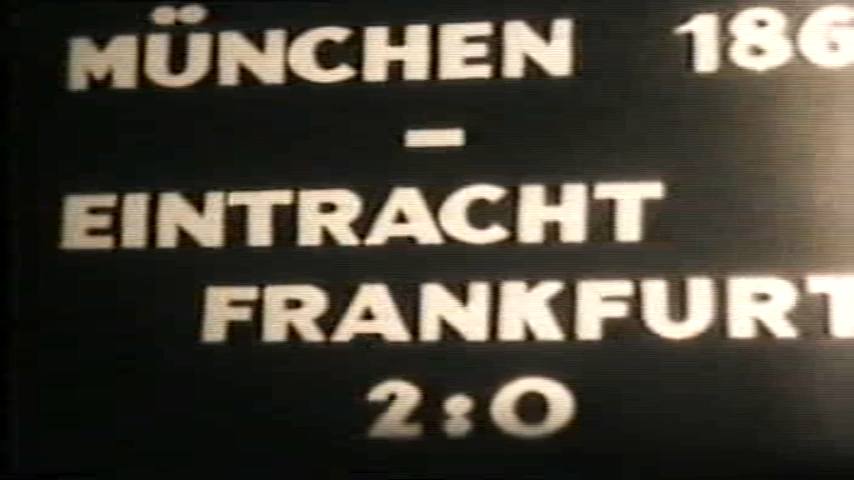 MÜNCHEN 186
–
EINTRACHT
FRANKFURT
2:0